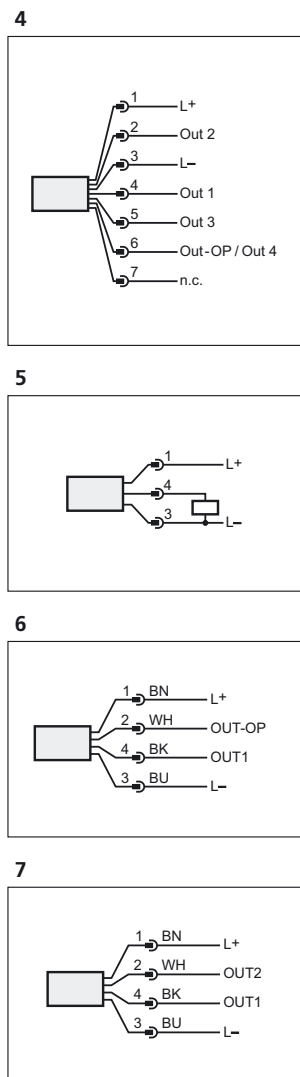 4
1 L+
2 Out 2
3 L–
4 Out 1
5 Out 3
6 Out-OP / Out 4
7 n.c.
5
1 L+
4
3 L–
6
1 BN L+
2 WH OUT-OP
4 BK OUT1
3 BU L–
7
1 BN L+
2 WH OUT2
4 BK OUT1
3 BU L–